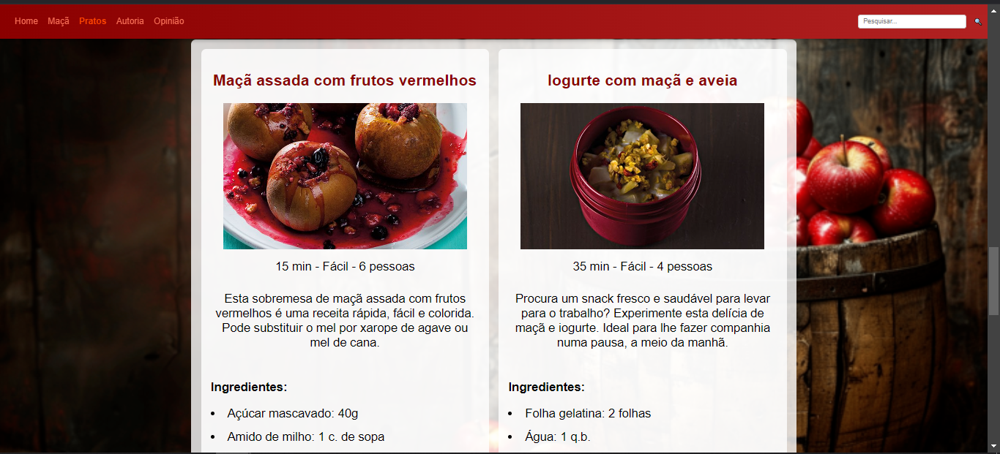 Home Maçã Pratos Autoria Opinião
Pesquisar...
Maçã assada com frutos vermelhos
15 min - Fácil - 6 pessoas
Esta sobremesa de maçã assada com frutos
vermelhos é uma receita rápida, fácil e colorida.
Pode substituir o mel por xarope de agave ou
mel de cana.
Ingredientes:
• Açúcar mascavado: 40g
• Amido de milho: 1 c. de sopa
Iogurte com maçã e aveia
35 min - Fácil - 4 pessoas
Procura um snack fresco e saudável para levar
para o trabalho? Experimente esta delícia de
maçã e iogurte. Ideal para lhe fazer companhia
numa pausa, a meio da manhã.
Ingredientes:
• Folha gelatina: 2 folhas
• Água: 1 q.b.